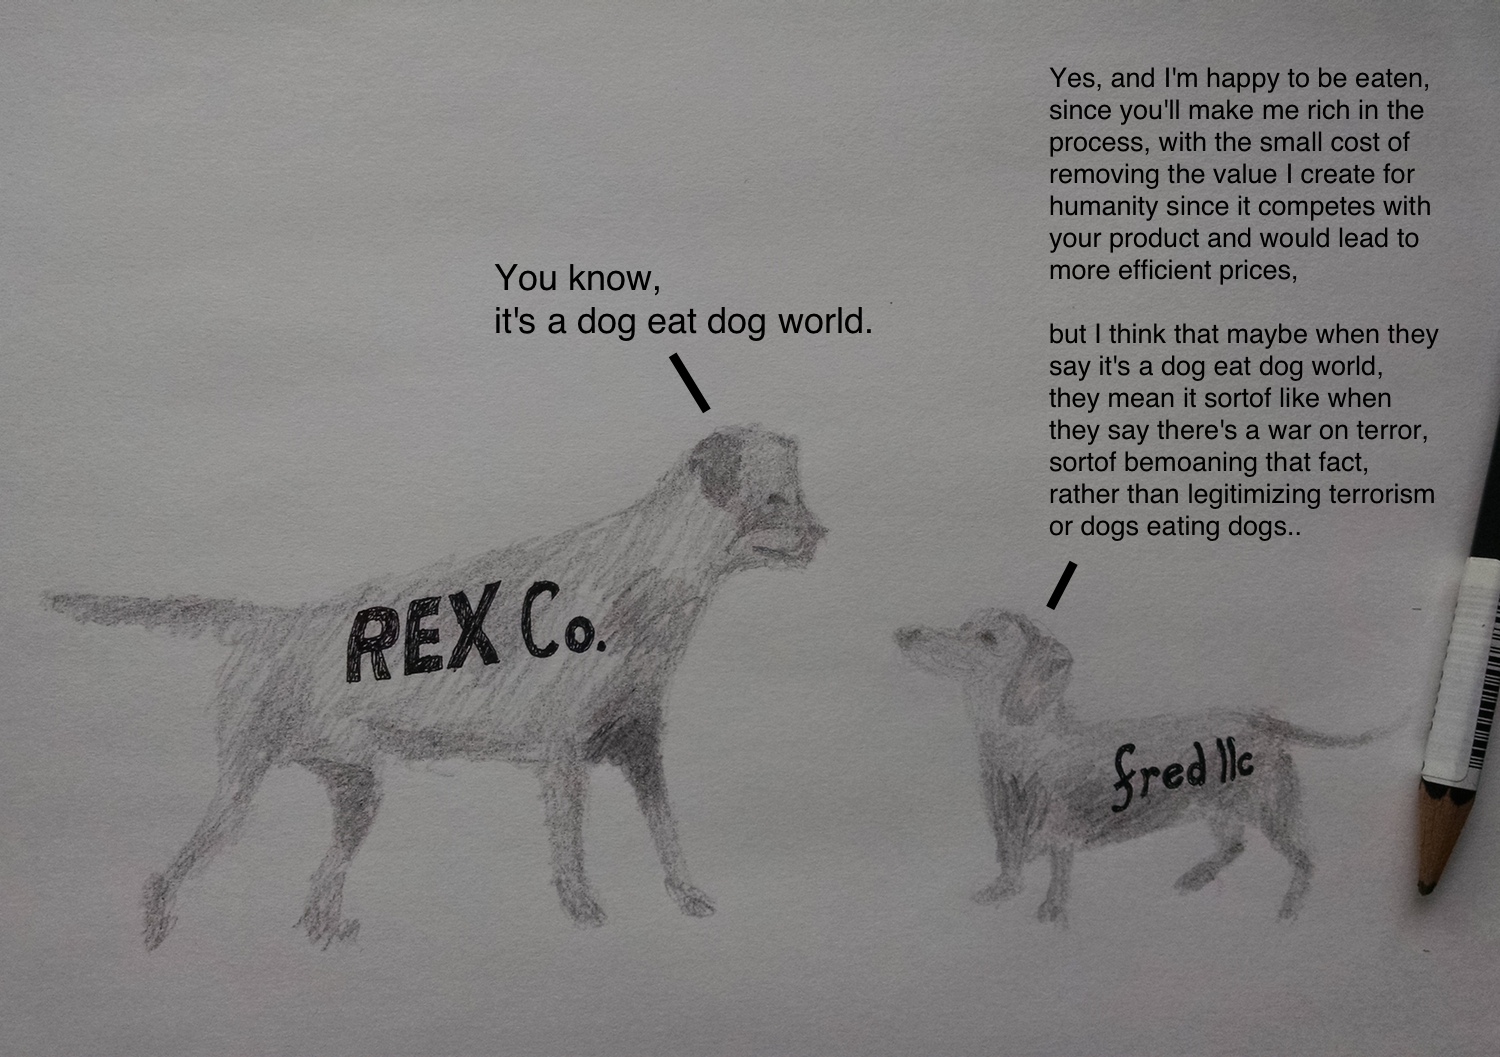 You know,
it's a dog eat dog world.
Yes, and I'm happy to be eaten,
since you'll make me rich in the
process, with the small cost of
removing the value I create for
humanity since it competes with
your product and would lead to
more efficient prices,
but I think that maybe when they
say it's a dog eat dog world,
they mean it sortof like when
they say there's a war on terror,
sortof bemoaning that fact,
rather than legitimizing terrorism
or dogs eating dogs..
REX Co.
fred llc